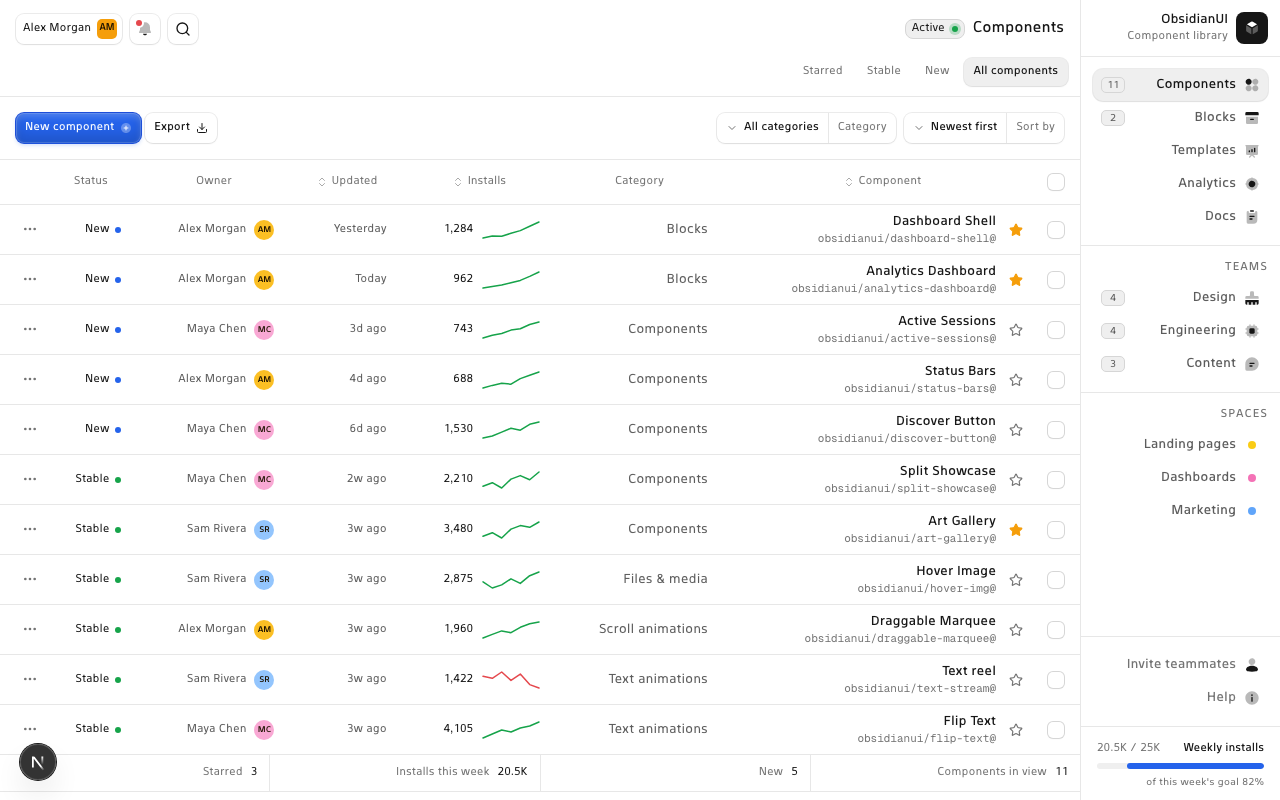 Alex Morgan AM
Active Components
ObsidianUI
Component library
Starred Stable New All components
New component Export
All categories Category Newest first Sort by
Status Owner Updated Installs Category Component
New Alex Morgan AM Yesterday 1,284 Blocks Dashboard Shell
obsidianui/dashboard-shell@
New Alex Morgan AM Today 962 Blocks Analytics Dashboard
obsidianui/analytics-dashboard@
New Maya Chen MC 3d ago 743 Components Active Sessions
obsidianui/active-sessions@
New Alex Morgan AM 4d ago 688 Components Status Bars
obsidianui/status-bars@
New Maya Chen MC 6d ago 1,530 Components Discover Button
obsidianui/discover-button@
Stable Maya Chen MC 2w ago 2,210 Components Split Showcase
obsidianui/split-showcase@
Stable Sam Rivera SR 3w ago 3,480 Components Art Gallery
obsidianui/art-gallery@
Stable Sam Rivera SR 3w ago 2,875 Files & media Hover Image
obsidianui/hover-img@
Stable Alex Morgan AM 3w ago 1,960 Scroll animations Draggable Marquee
obsidianui/draggable-marquee@
Stable Sam Rivera SR 3w ago 1,422 Text animations Text reel
obsidianui/text-stream@
Stable Maya Chen MC 3w ago 4,105 Text animations Flip Text
obsidianui/flip-text@
N
Starred 3 Installs this week 20.5K New 5 Components in view 11
11 Components
2 Blocks
Templates
Analytics
Docs
TEAMS
4 Design
4 Engineering
3 Content
SPACES
Landing pages
Dashboards
Marketing
Invite teammates
Help
20.5K / 25K Weekly installs
of this week's goal 82%